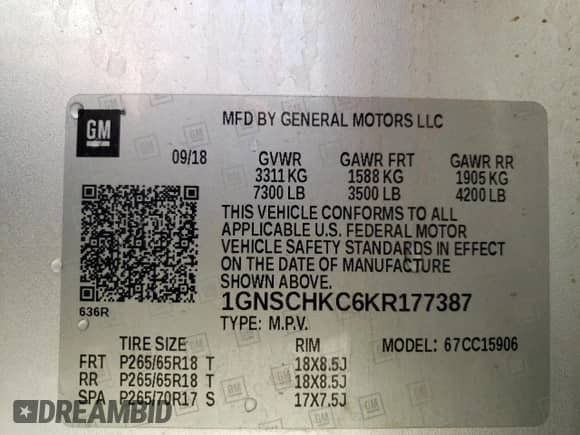 GM
MFD BY GENERAL MOTORS LLC
09/18 GVWR GAWR FRT GAWR RR
3311 KG 1588 KG 1905 KG
7300 LB 3500 LB 4200 LB
THIS VEHICLE CONFORMS TO ALL
APPLICABLE U.S. FEDERAL MOTOR
VEHICLE SAFETY STANDARDS IN EFFECT
ON THE DATE OF MANUFACTURE
SHOWN ABOVE.
636R
1GNSCHKC6KR177387
TYPE: M.P.V.
TIRE SIZE RIM MODEL: 67CC15906
FRT P265/65R18 T 18X8.5J
RR P265/65R18 T 18X8.5J
SPA P265/70R17 S 17X7.5J
DREAMBID